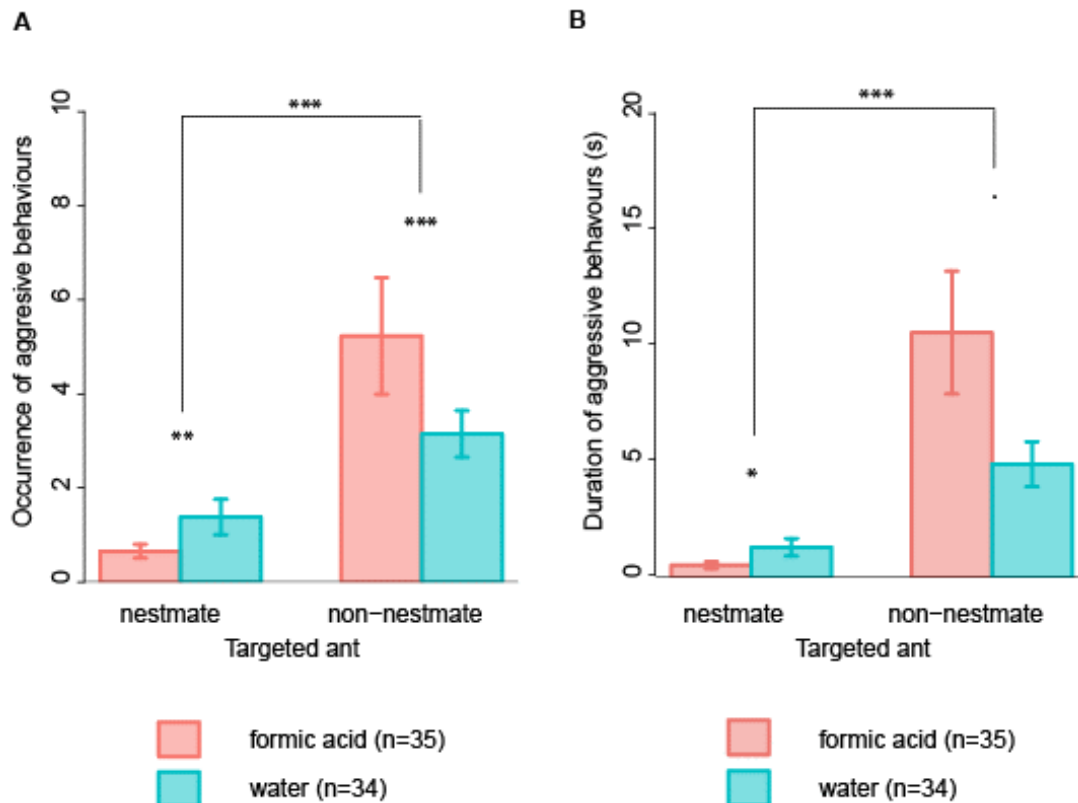 A
Occurrence of aggresive behaviours
10
8
6
4
2
0
***
**
***
nestmate
non−nestmate
Targeted ant
formic acid (n=35)
water (n=34)
B
Duration of aggressive behavours (s)
20
15
10
5
0
***
*
.
nestmate
non−nestmate
Targeted ant
formic acid (n=35)
water (n=34)